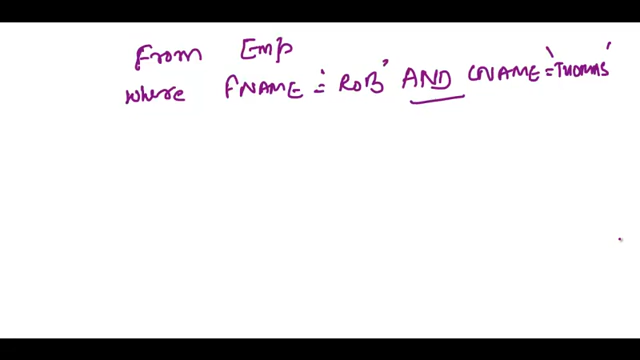 From Emp
where FNAME = 'ROB' AND LNAME = 'THOMAS'